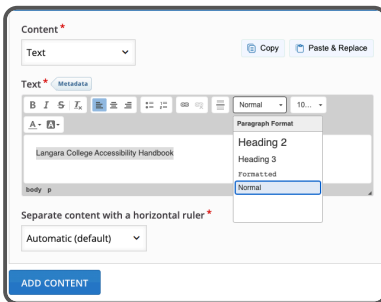 Content *
Text
Copy
Paste & Replace
Text * Metadata
B I S Tx Normal 10...
A A
Paragraph Format
Heading 2
Heading 3
Formatted
Normal
Langara College Accessibility Handbook
body p
Separate content with a horizontal ruler *
Automatic (default)
ADD CONTENT